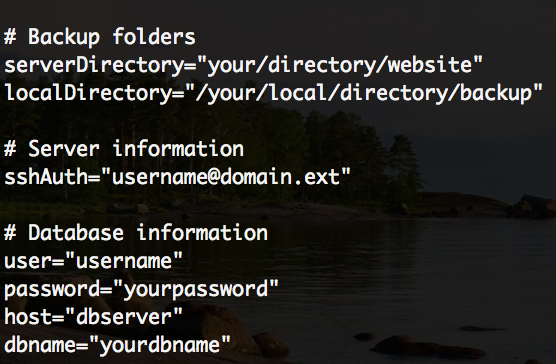 # Backup folders
serverDirectory="your/directory/website"
localDirectory="/your/local/directory/backup"
# Server information
sshAuth="username@domain.ext"
# Database information
user="username"
password="yourpassword"
host="dbserver"
dbname="yourdbname"